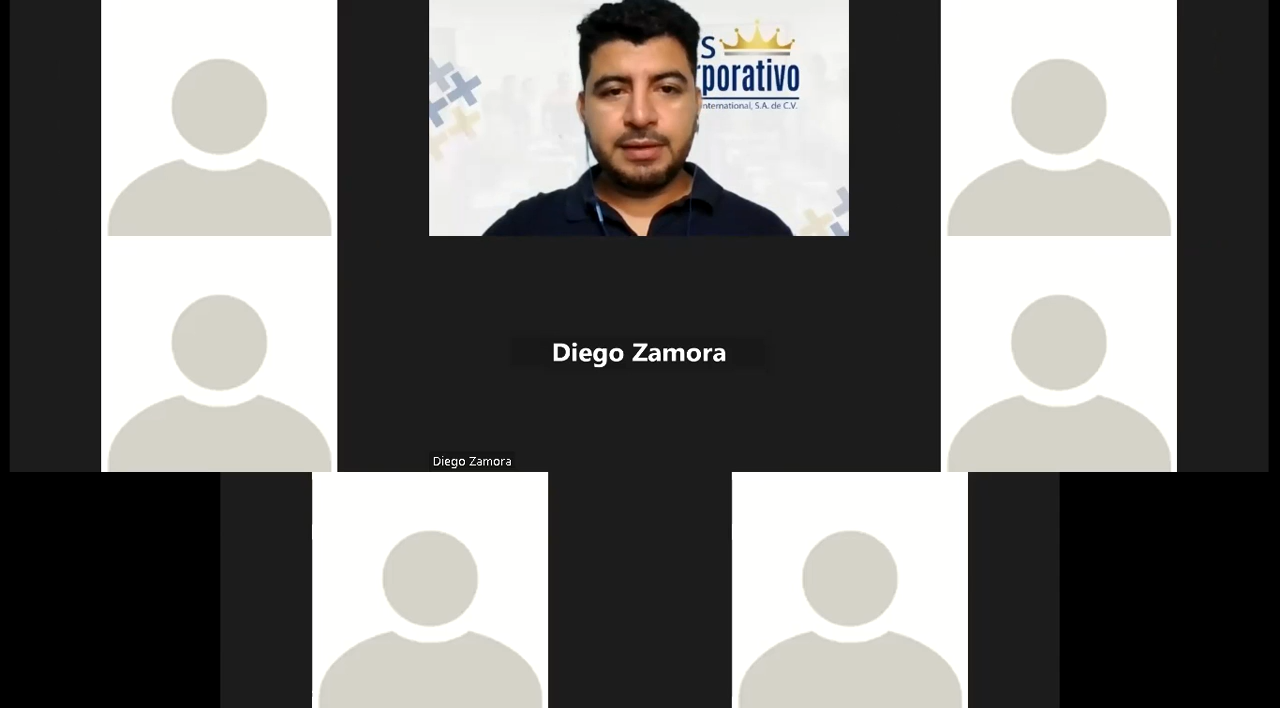 s
rporativo
International, S.A. de C.V.
Diego Zamora
Diego Zamora